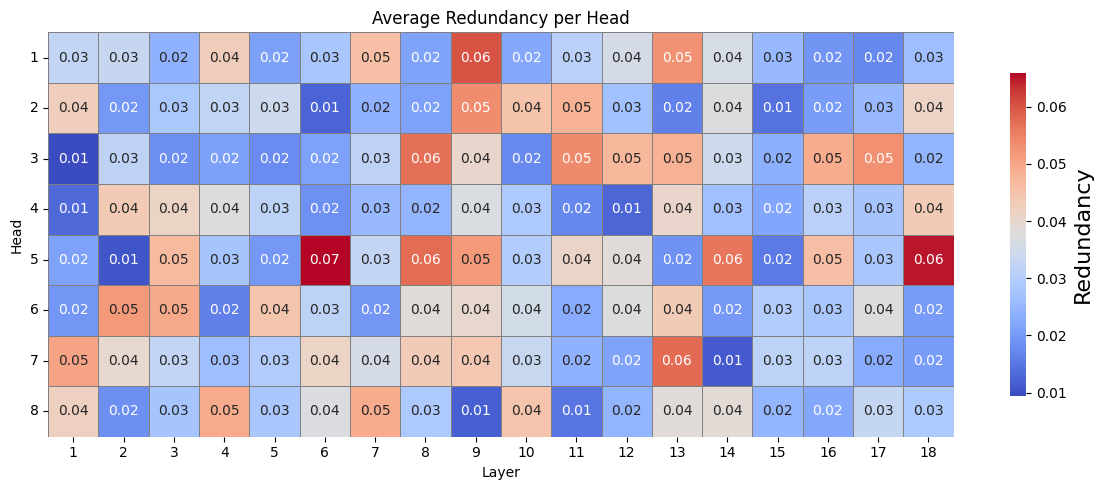 Average Redundancy per Head
1 0.03 0.03 0.02 0.04 0.02 0.03 0.05 0.02 0.06 0.02 0.03 0.04 0.05 0.04 0.03 0.02 0.02 0.03
2 0.04 0.02 0.03 0.03 0.03 0.01 0.02 0.02 0.05 0.04 0.05 0.03 0.02 0.04 0.01 0.02 0.03 0.04
3 0.01 0.03 0.02 0.02 0.02 0.02 0.03 0.06 0.04 0.02 0.05 0.05 0.05 0.03 0.02 0.05 0.05 0.02
4 0.01 0.04 0.04 0.04 0.03 0.02 0.03 0.02 0.04 0.03 0.02 0.01 0.04 0.03 0.02 0.03 0.03 0.04
5 0.02 0.01 0.05 0.03 0.02 0.07 0.03 0.06 0.05 0.03 0.04 0.04 0.02 0.06 0.02 0.05 0.03 0.06
6 0.02 0.05 0.05 0.02 0.04 0.03 0.02 0.04 0.04 0.04 0.02 0.04 0.04 0.02 0.03 0.03 0.04 0.02
7 0.05 0.04 0.03 0.03 0.03 0.04 0.04 0.04 0.04 0.03 0.02 0.02 0.06 0.01 0.03 0.03 0.02 0.02
8 0.04 0.02 0.03 0.05 0.03 0.04 0.05 0.03 0.01 0.04 0.01 0.02 0.04 0.04 0.02 0.02 0.03 0.03
Head
1 2 3 4 5 6 7 8 9 10 11 12 13 14 15 16 17 18
Layer
0.06
0.05
0.04
0.03
0.02
0.01
Redundancy